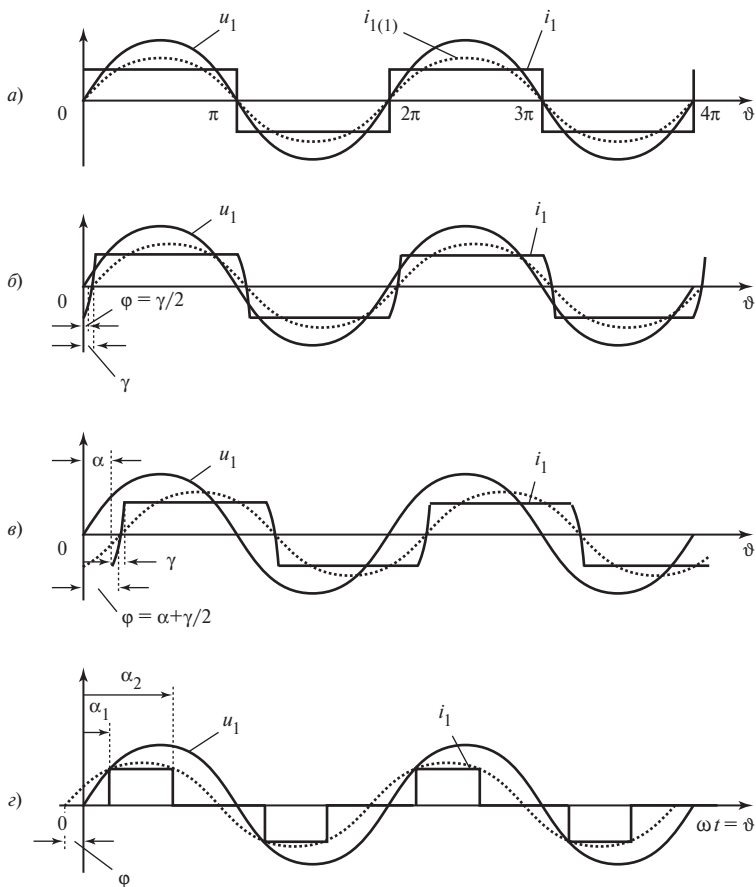 u1 i1(1) i1
а)
0 π 2π 3π 4π ϑ
u1 i1
б)
0 φ = γ/2 ϑ
γ
α u1 i1
в)
0 γ ϑ
φ = α+γ/2
α2
α1 u1 i1
г)
0 ωt = ϑ
φ